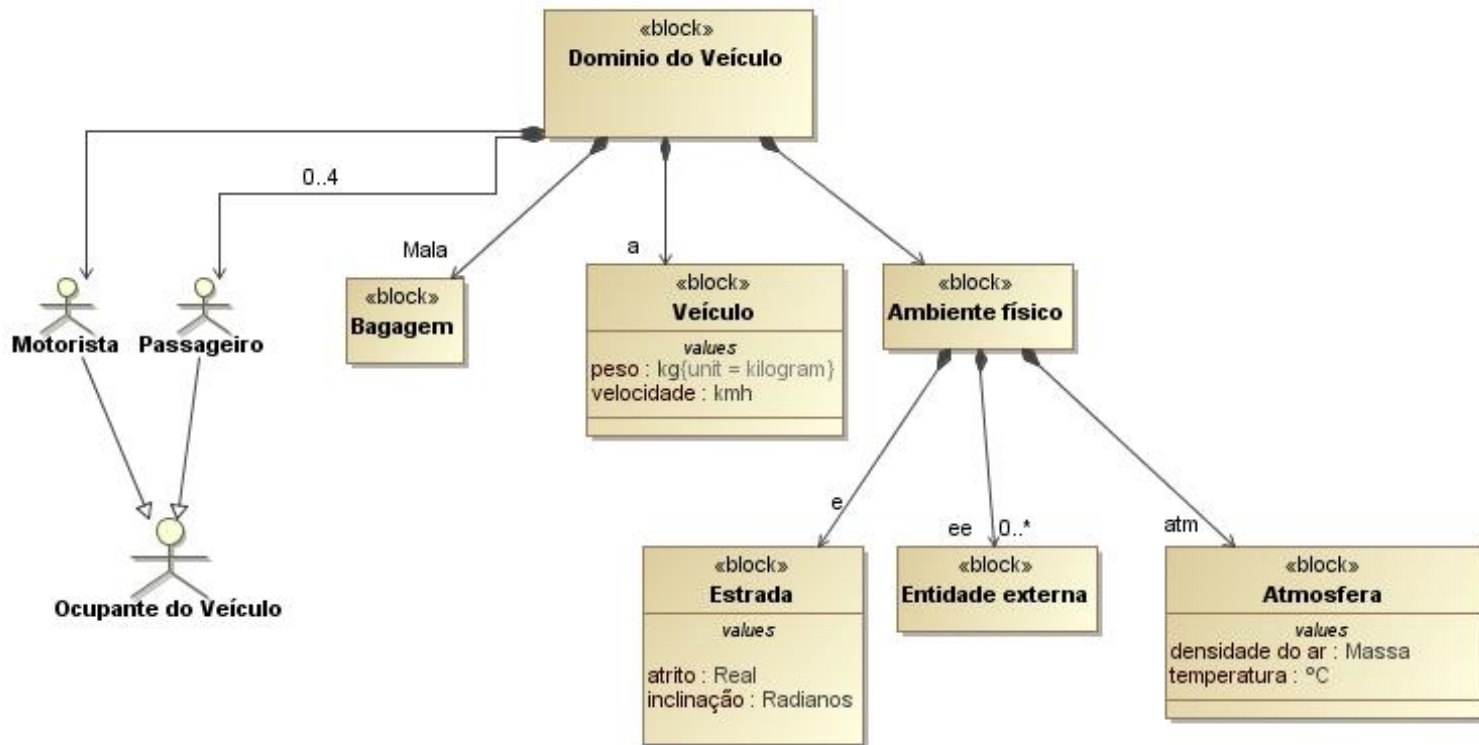 «block»
Dominio do Veículo
0..4
Mala
a
«block»
Bagagem
«block»
Veículo
values
peso : kg{unit = kilogram}
velocidade : kmh
«block»
Ambiente físico
Motorista
Passageiro
Ocupante do Veículo
e
ee
0..*
atm
«block»
Estrada
values
atrito : Real
inclinação : Radianos
«block»
Entidade externa
«block»
Atmosfera
values
densidade do ar : Massa
temperatura : ºC